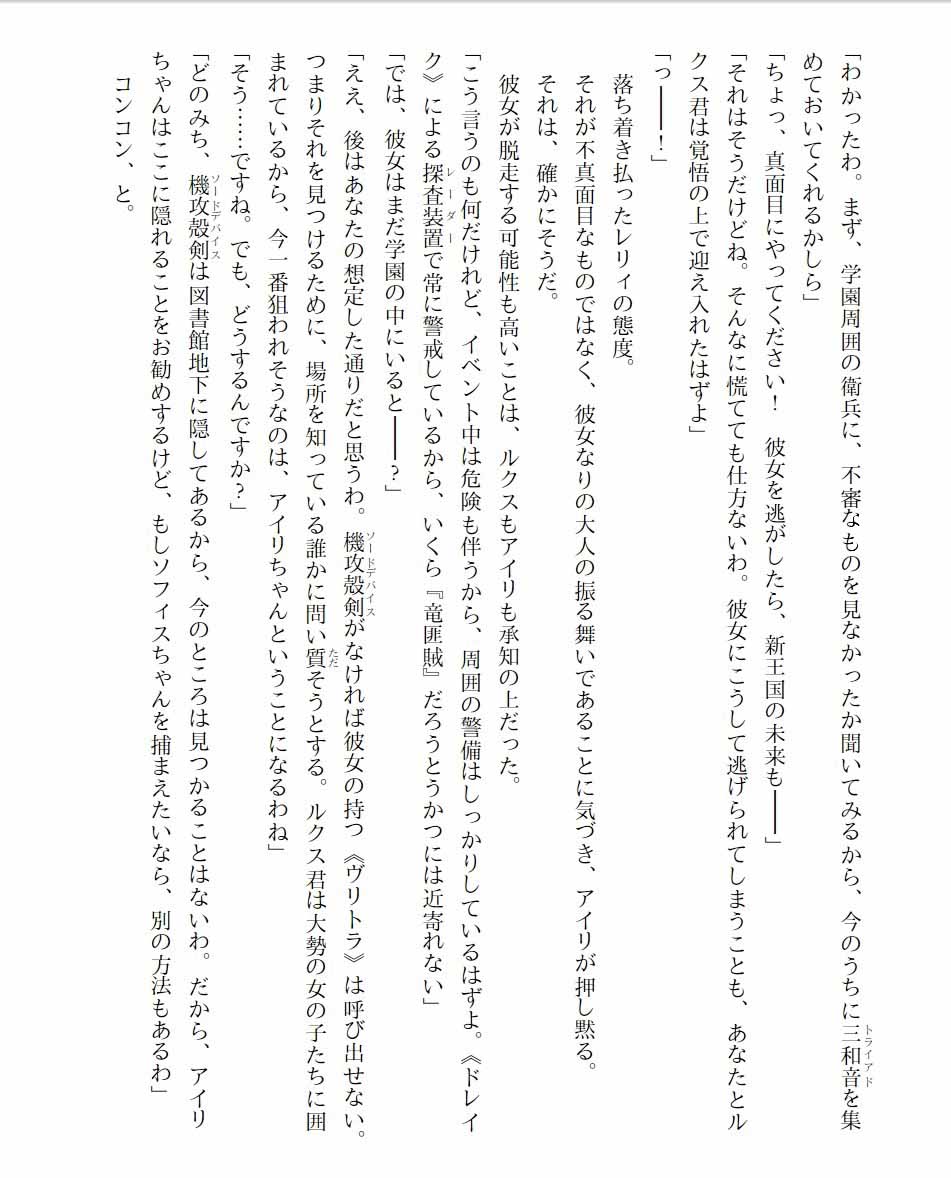 「わかったわ。まず、学園周囲の衛兵に、不審なものを見なかったか聞いてみるから、今のうちに三和音を集
めておいてくれるかしら」
「ちょっ、真面目にやってください！　彼女を逃がしたら、新王国の未来も――」
「それはそうだけどね。そんなに慌てても仕方ないわ。彼女にこうして逃げられてしまうことも、あなたとル
クス君は覚悟の上で迎え入れたはずよ」
「っ――！」
　落ち着き払ったレリィの態度。
　それが不真面目なものではなく、彼女なりの大人の振る舞いであることに気づき、アイリが押し黙る。
　それは、確かにそうだ。
　彼女が脱走する可能性も高いことは、ルクスもアイリも承知の上だった。
「こう言うのも何だけれど、イベント中は危険も伴うから、周囲の警備はしっかりしているはずよ。《ドレイ
ク》による探査装置で常に警戒しているから、いくら『竜匪賊』だろうとうかつには近寄れない」
「では、彼女はまだ学園の中にいると――？」
「ええ、後はあなたの想定した通りだと思うわ。機攻殻剣がなければ彼女の持つ《ヴリトラ》は呼び出せない。
つまりそれを見つけるために、場所を知っている誰かに問い質そうとする。ルクス君は大勢の女の子たちに囲
まれているから、今一番狙われそうなのは、アイリちゃんということになるわね」
「そう……ですね。でも、どうするんですか？」
「どのみち、機攻殻剣は図書館地下に隠してあるから、今のところは見つかることはないわ。だから、アイリ
ちゃんはここに隠れることをお勧めするけど、もしソフィスちゃんを捕まえたいなら、別の方法もあるわ」
　コンコン、と。